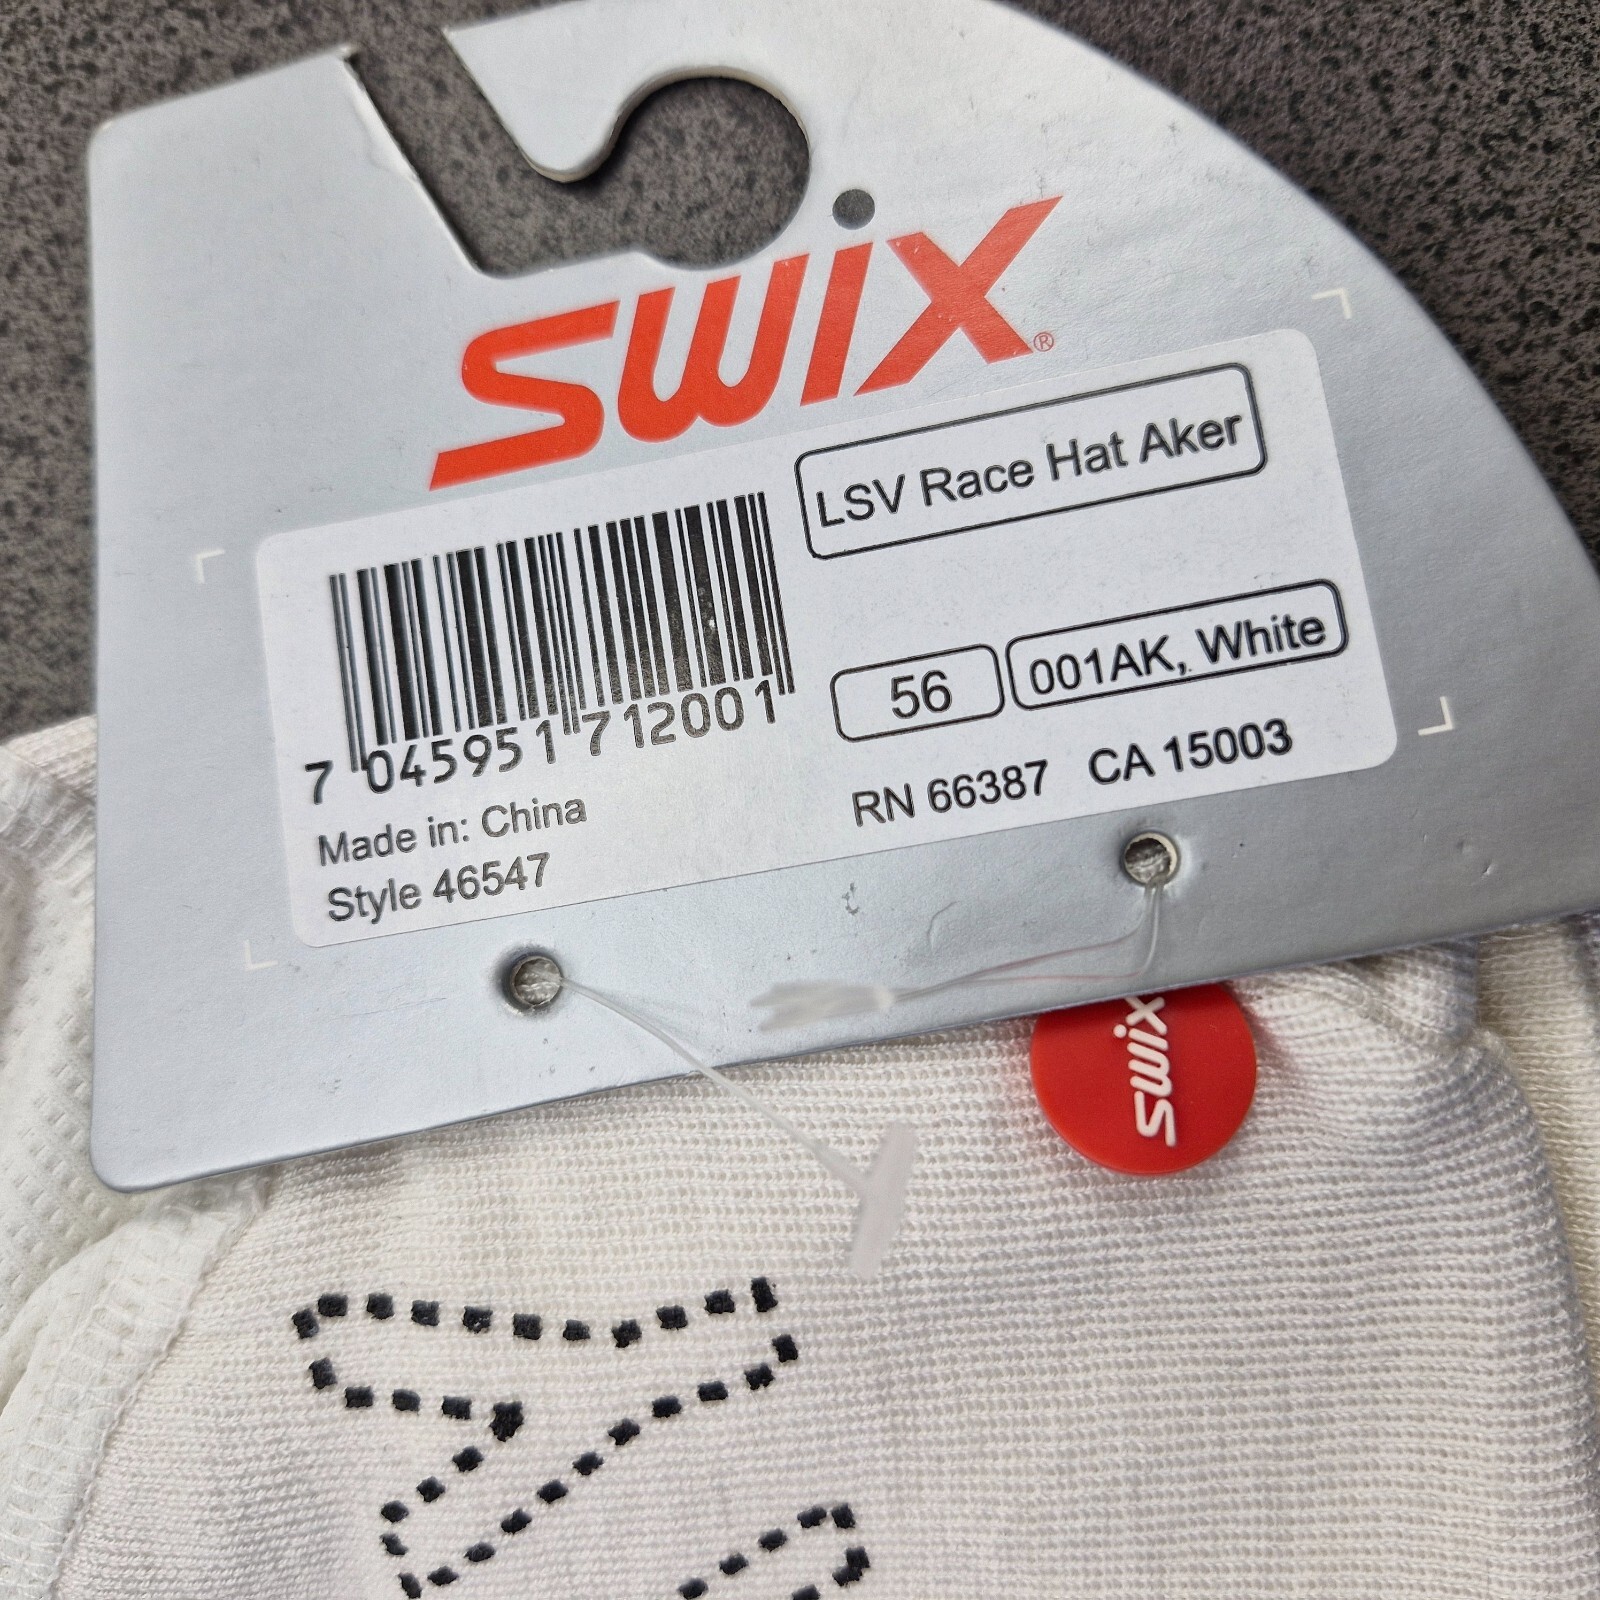 SWIX®
LSV Race Hat Aker
56
001AK, White
7 045951 712001
RN 66387 CA 15003
Made in: China
Style 46547
SWIX